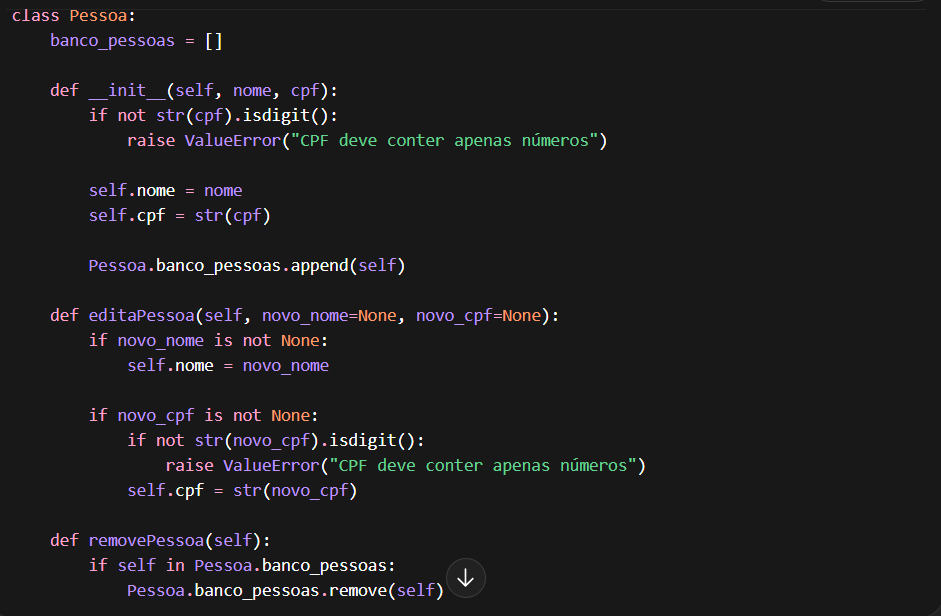 class Pessoa:
    banco_pessoas = []

    def __init__(self, nome, cpf):
        if not str(cpf).isdigit():
            raise ValueError("CPF deve conter apenas números")

        self.nome = nome
        self.cpf = str(cpf)

        Pessoa.banco_pessoas.append(self)

    def editaPessoa(self, novo_nome=None, novo_cpf=None):
        if novo_nome is not None:
            self.nome = novo_nome

        if novo_cpf is not None:
            if not str(novo_cpf).isdigit():
                raise ValueError("CPF deve conter apenas números")
            self.cpf = str(novo_cpf)

    def removePessoa(self):
        if self in Pessoa.banco_pessoas:
            Pessoa.banco_pessoas.remove(self)